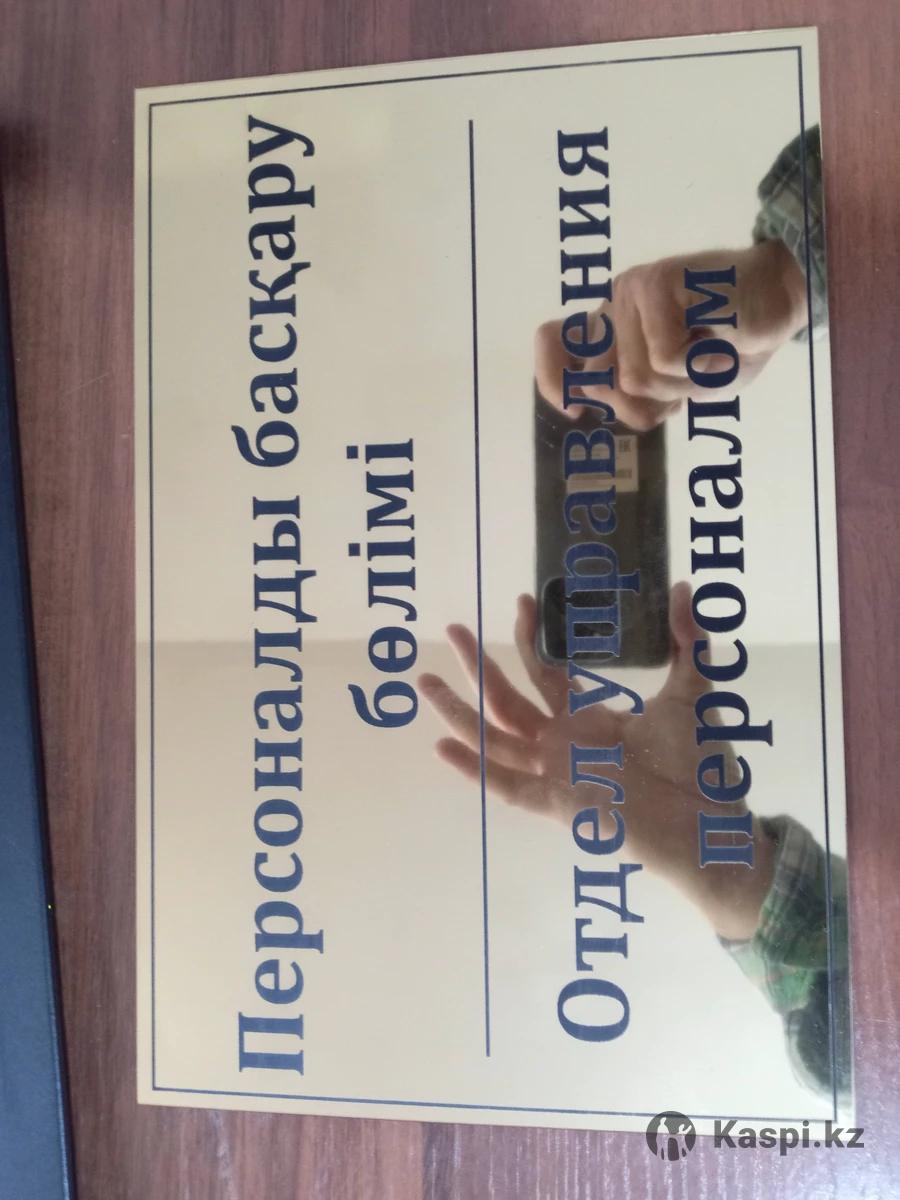 Персоналды басқару
бөлімі
Отдел управления
персоналом
Kaspi.kz